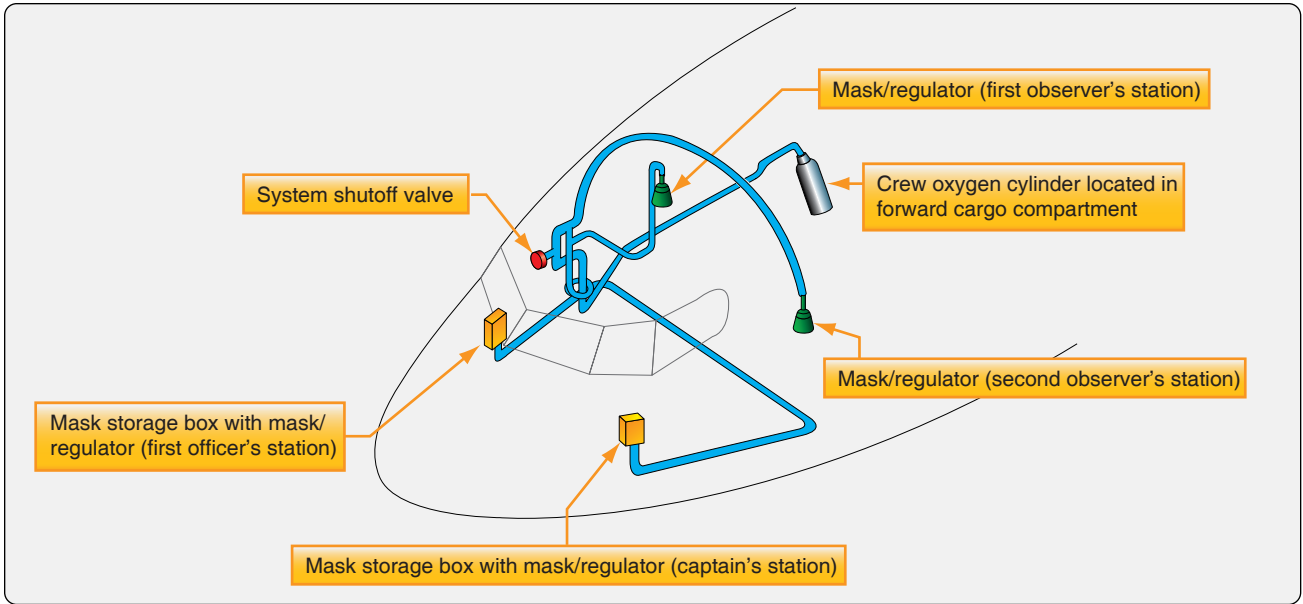 Mask/regulator (first observer's station)
System shutoff valve
Crew oxygen cylinder located in
forward cargo compartment
Mask/regulator (second observer's station)
Mask storage box with mask/
regulator (first officer's station)
Mask storage box with mask/regulator (captain's station)